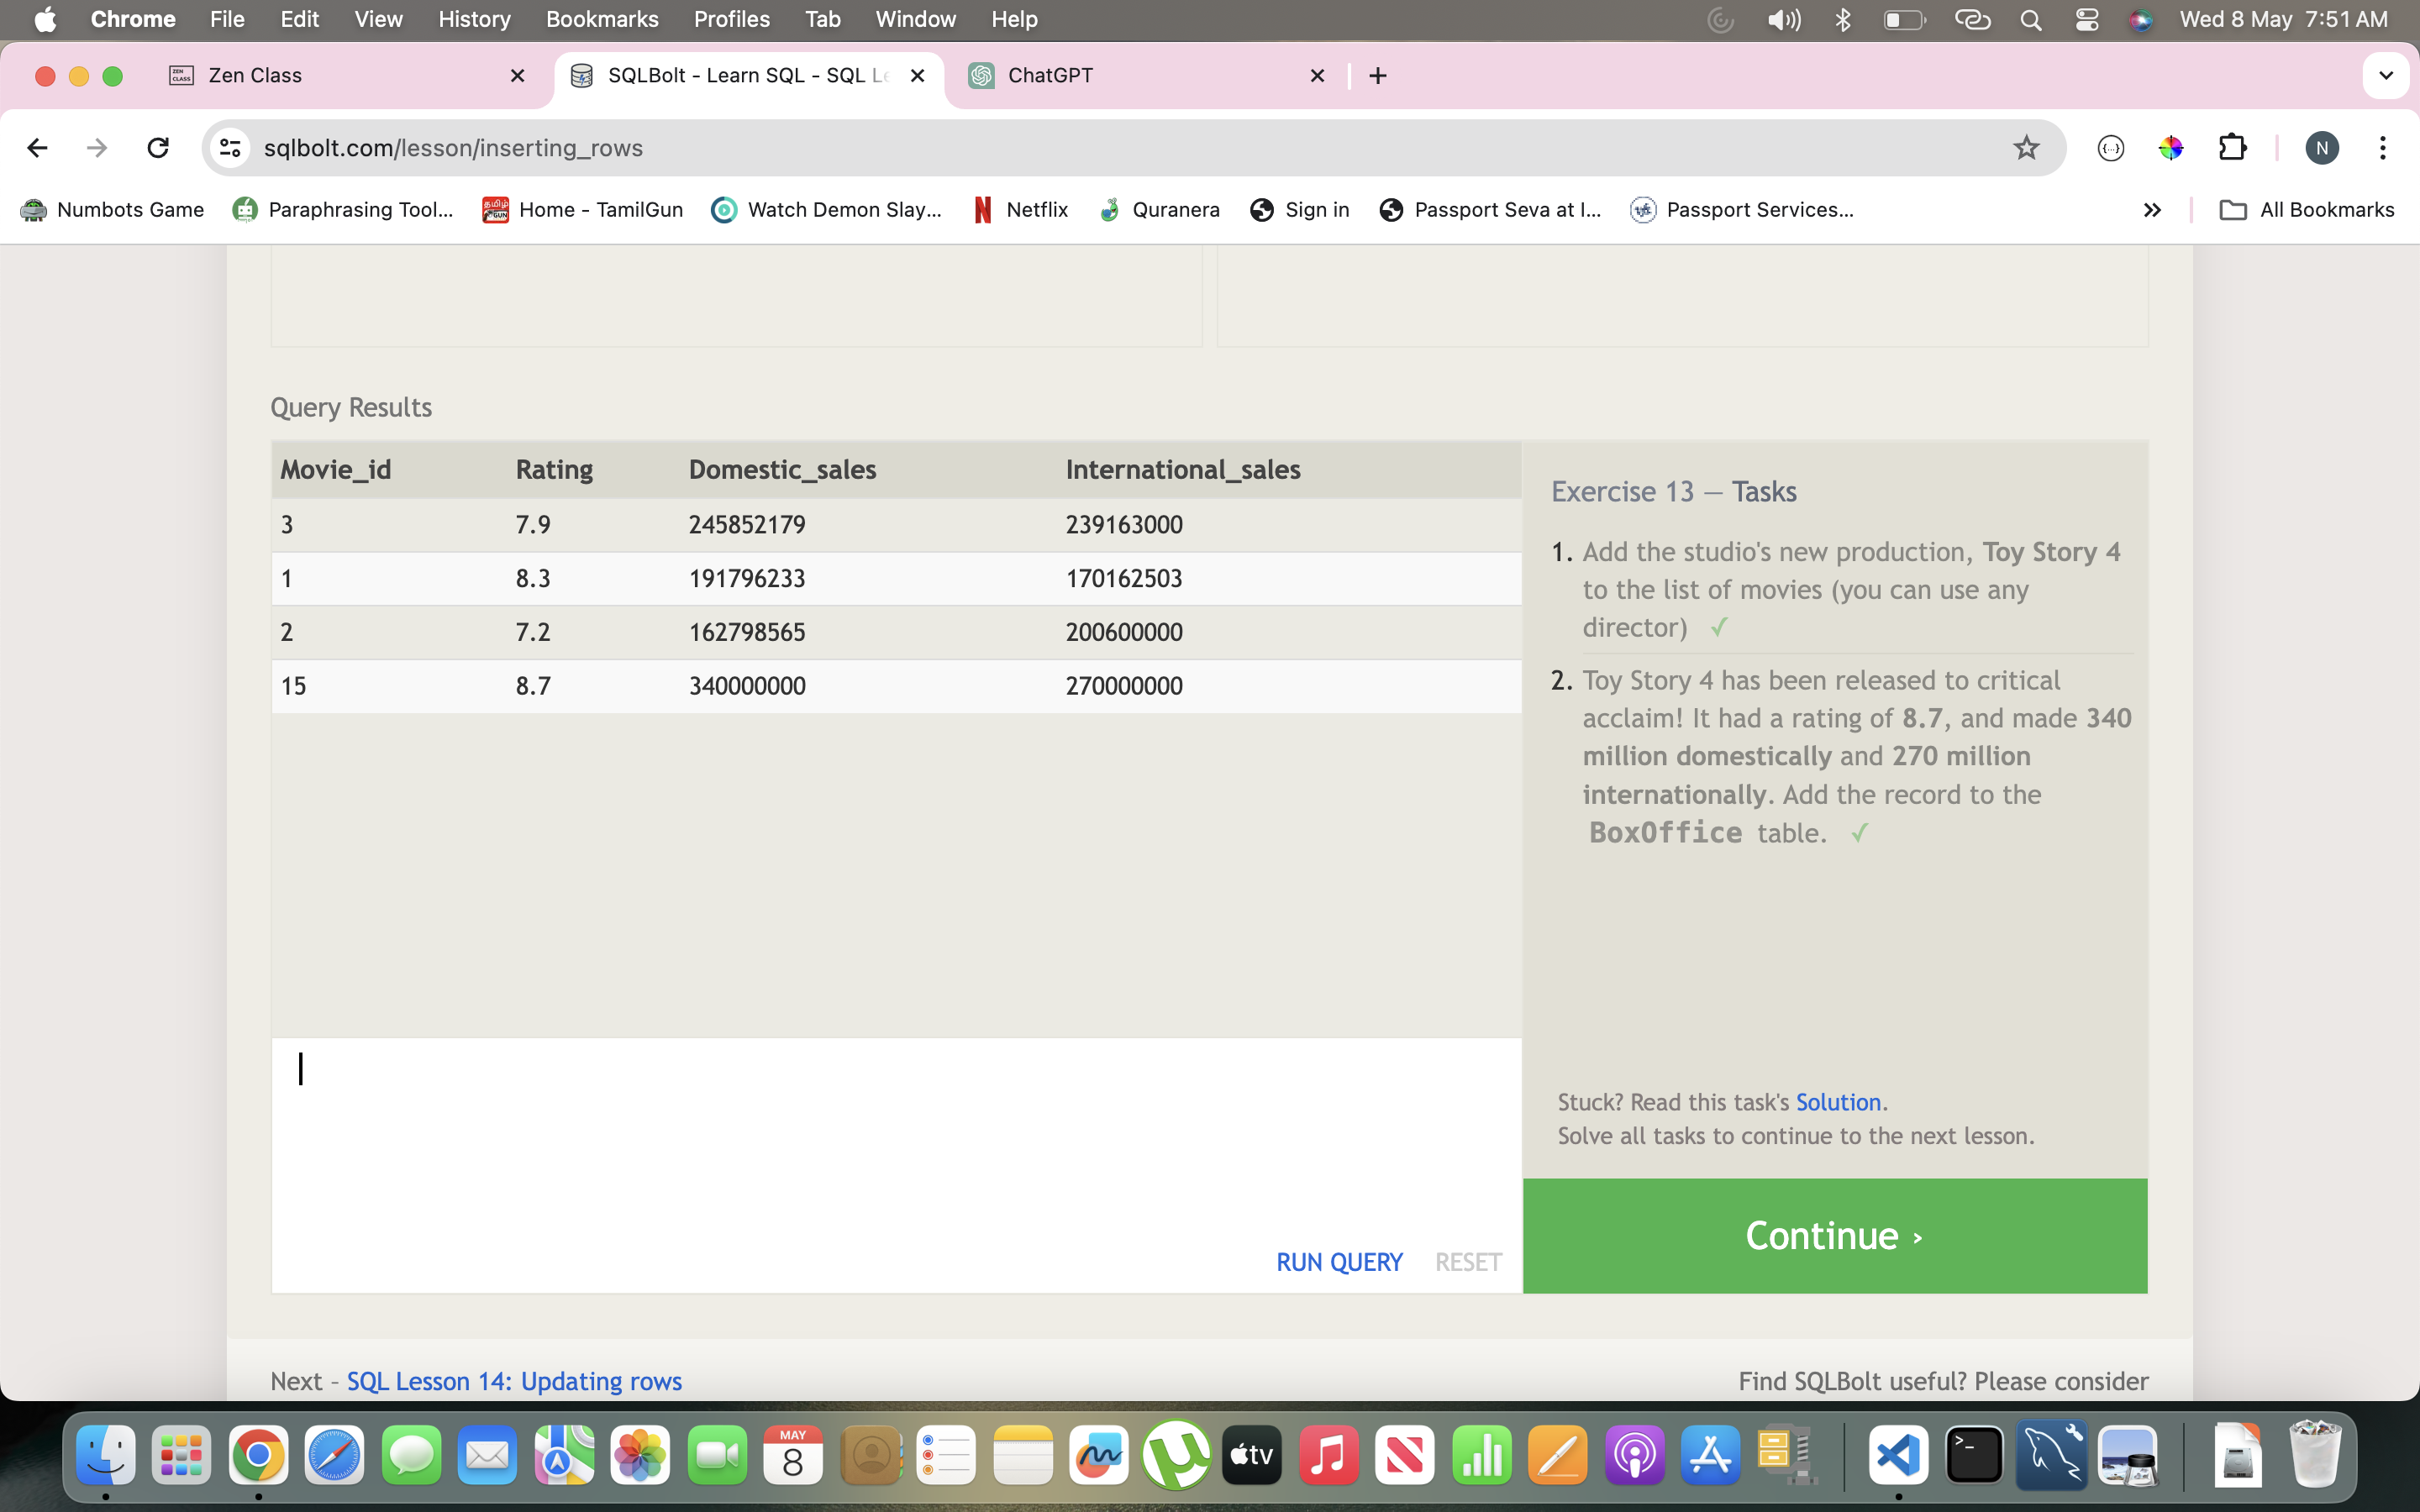 Chrome File Edit View History Bookmarks Profiles Tab Window Help Wed 8 May 7:51 AM
ZEN CLASS Zen Class SQLBolt - Learn SQL - SQL Le ChatGPT
sqlbolt.com/lesson/inserting_rows N
Numbots Game Paraphrasing Tool... Home - TamilGun Watch Demon Slay... Netflix Quranera Sign in Passport Seva at I... Passport Services... All Bookmarks
Query Results
Movie_id Rating Domestic_sales International_sales
3 7.9 245852179 239163000
1 8.3 191796233 170162503
2 7.2 162798565 200600000
15 8.7 340000000 270000000
RUN QUERY RESET
Exercise 13 — Tasks
1. Add the studio's new production, Toy Story 4
to the list of movies (you can use any
director) ✓
2. Toy Story 4 has been released to critical
acclaim! It had a rating of 8.7, and made 340
million domestically and 270 million
internationally. Add the record to the
BoxOffice table. ✓
Stuck? Read this task's Solution.
Solve all tasks to continue to the next lesson.
Continue ›
Next – SQL Lesson 14: Updating rows
Find SQLBolt useful? Please consider
MAY
8
tv